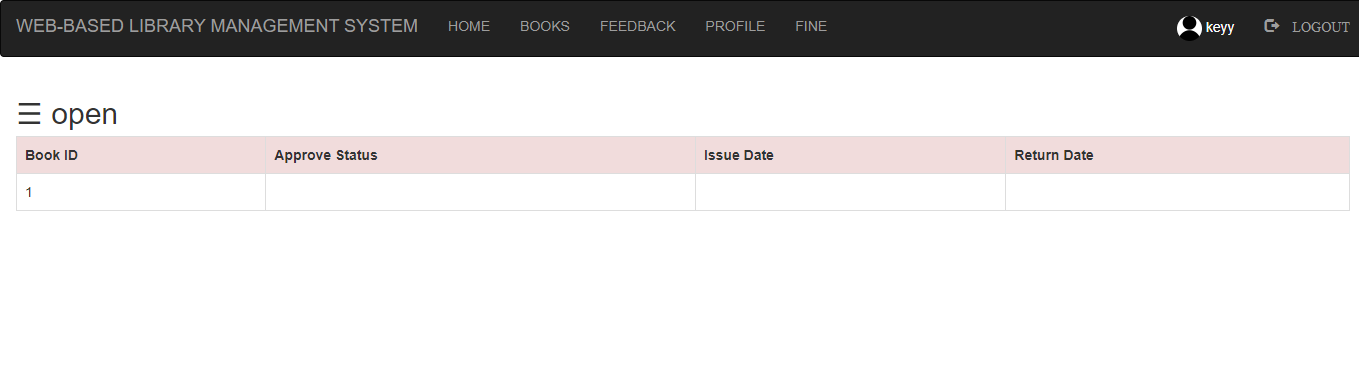 WEB-BASED LIBRARY MANAGEMENT SYSTEM HOME BOOKS FEEDBACK PROFILE FINE keyy LOGOUT
☰ open
Book ID Approve Status Issue Date Return Date
1